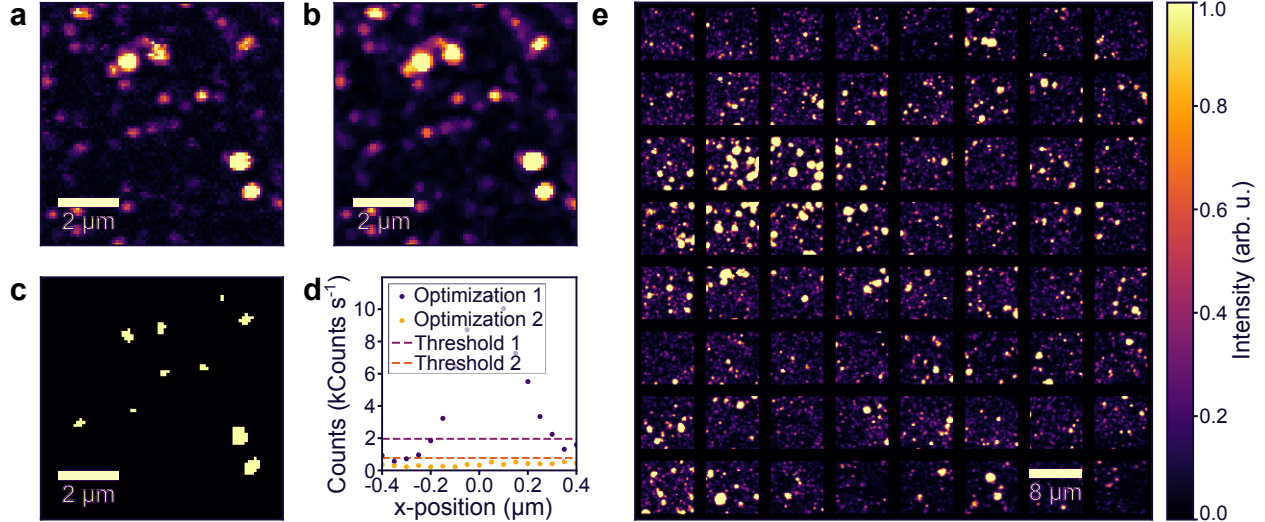 a
2 μm
b
2 μm
c
2 μm
d
Counts (kCounts s⁻¹)
10
8
6
4
2
0
Optimization 1
Optimization 2
Threshold 1
Threshold 2
-0.4
-0.2
0.0
0.2
0.4
x-position (μm)
e
8 μm
1.0
0.8
0.6
0.4
0.2
0.0
Intensity (arb. u.)